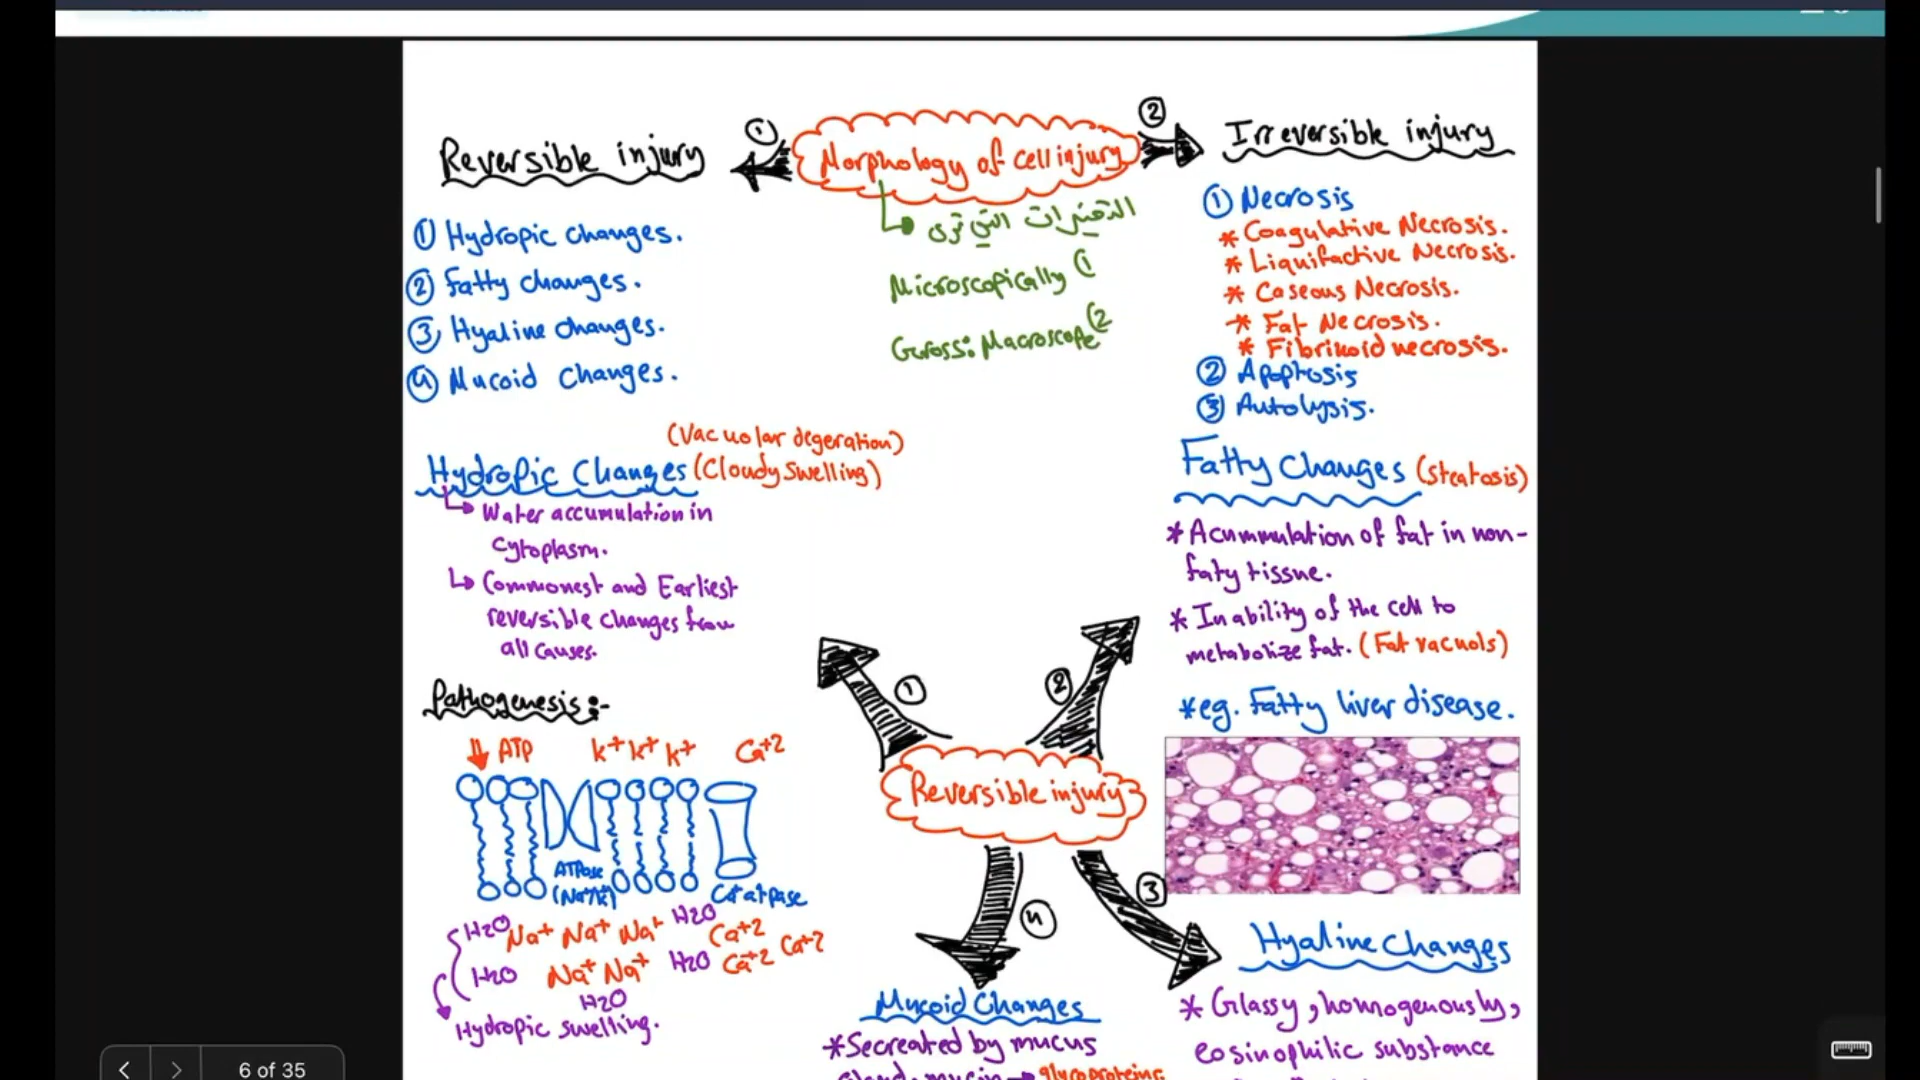 Morphology of cell injury
①
②
التغيرات التي ترى
Microscopically ①
Gross: Macroscope ②
Reversible injury
① Hydropic changes.
② Fatty changes.
③ Hyaline changes.
④ Mucoid changes.
Irreversible injury
① Necrosis
* Coagulative Necrosis.
* Liquifactive Necrosis.
* Caseous Necrosis.
* Fat Necrosis.
* Fibrinoid necrosis.
② Apoptosis
③ Autolysis.
(Vacuolar degeration)
Hydropic Changes (Cloudy Swelling)
Water accumulation in
Cytoplasm.
Commonest and Earliest
reversible changes from
all causes.
Pathogenesis:-
ATP K+ K+ K+ Ca+2
ATPase
(Na+/K+)
Ca+ atpase
H2O Na+ Na+ Na+ H2O Ca+2
H2O Na+ Na+ H2O Ca+2 Ca+2
H2O
Hydropic swelling.
Reversible injury
①
②
③
④
Fatty Changes (steatosis)
* Acummulation of fat in non-
faty tissue.
* Inability of the cell to
metabolize fat. (Fat vacuols)
*eg. Fatty liver disease.
Hyaline Changes
* Glassy, homogenously,
eosinophilic substance
Mucoid Changes
*Secreated by mucus
gland. mucin → glycoproteins
6 of 35